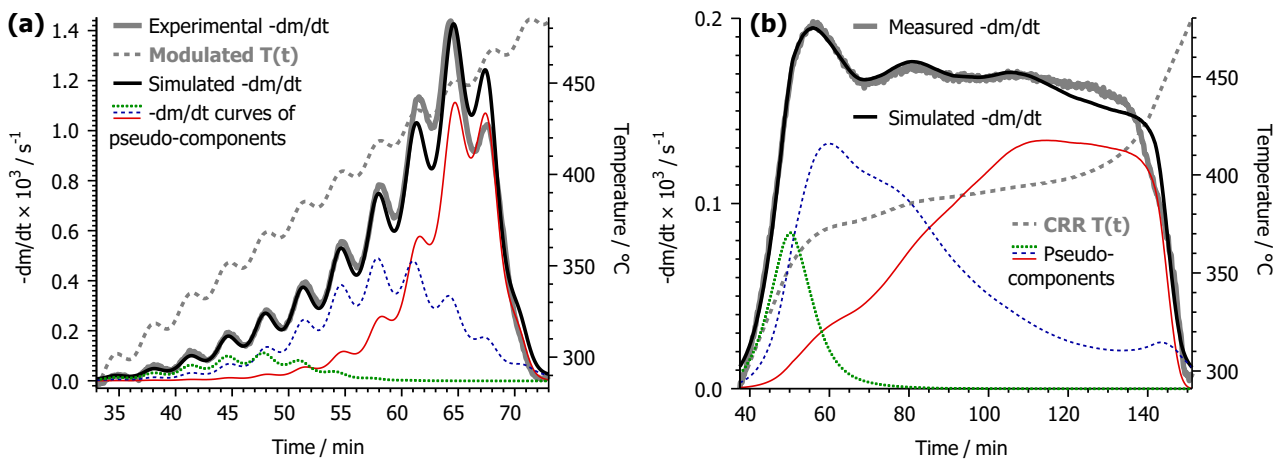 (a)
Experimental -dm/dt
Modulated T(t)
Simulated -dm/dt
-dm/dt curves of
pseudo-components
-dm/dt × 10³ / s⁻¹
1.4
1.2
1.0
0.8
0.6
0.4
0.2
0.0
35 40 45 50 55 60 65 70
Time / min
450
400
350
300
Temperature / °C
(b)
Measured -dm/dt
Simulated -dm/dt
CRR T(t)
Pseudo-
components
-dm/dt × 10³ / s⁻¹
0.2
0.1
0.0
40 60 80 100 120 140
Time / min
450
400
350
300
Temperature / °C